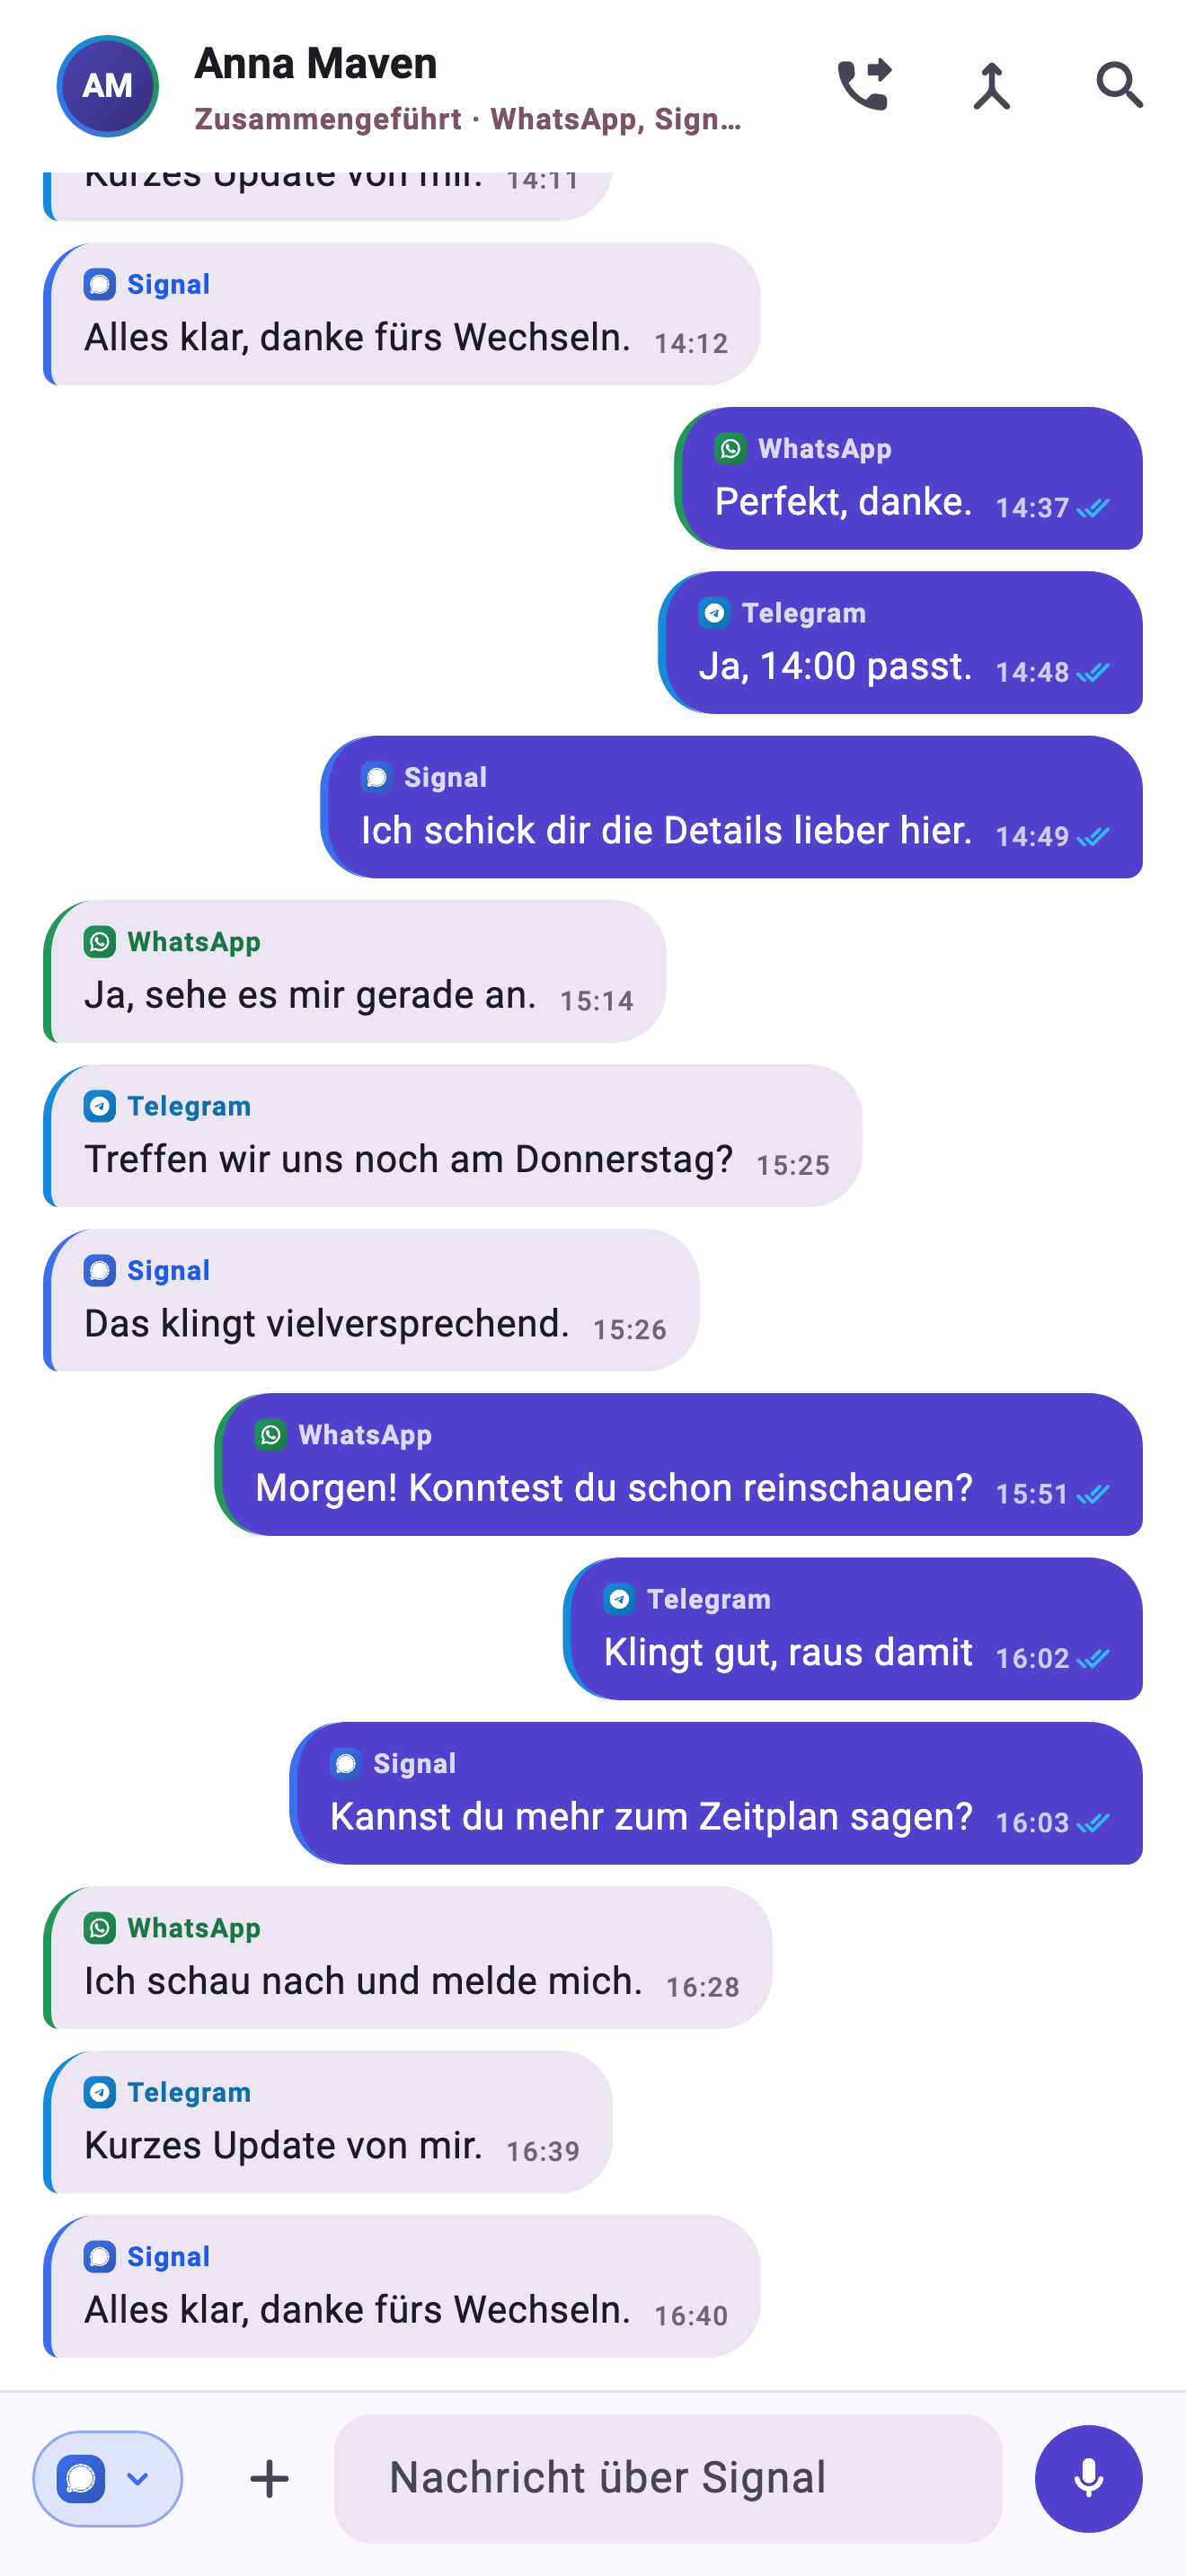 AM
Anna Maven
Zusammengeführt · WhatsApp, Sign…
Kurzes Update von mir. 14:11
Signal
Alles klar, danke fürs Wechseln. 14:12
WhatsApp
Perfekt, danke. 14:37
Telegram
Ja, 14:00 passt. 14:48
Signal
Ich schick dir die Details lieber hier. 14:49
WhatsApp
Ja, sehe es mir gerade an. 15:14
Telegram
Treffen wir uns noch am Donnerstag? 15:25
Signal
Das klingt vielversprechend. 15:26
WhatsApp
Morgen! Konntest du schon reinschauen? 15:51
Telegram
Klingt gut, raus damit 16:02
Signal
Kannst du mehr zum Zeitplan sagen? 16:03
WhatsApp
Ich schau nach und melde mich. 16:28
Telegram
Kurzes Update von mir. 16:39
Signal
Alles klar, danke fürs Wechseln. 16:40
Nachricht über Signal